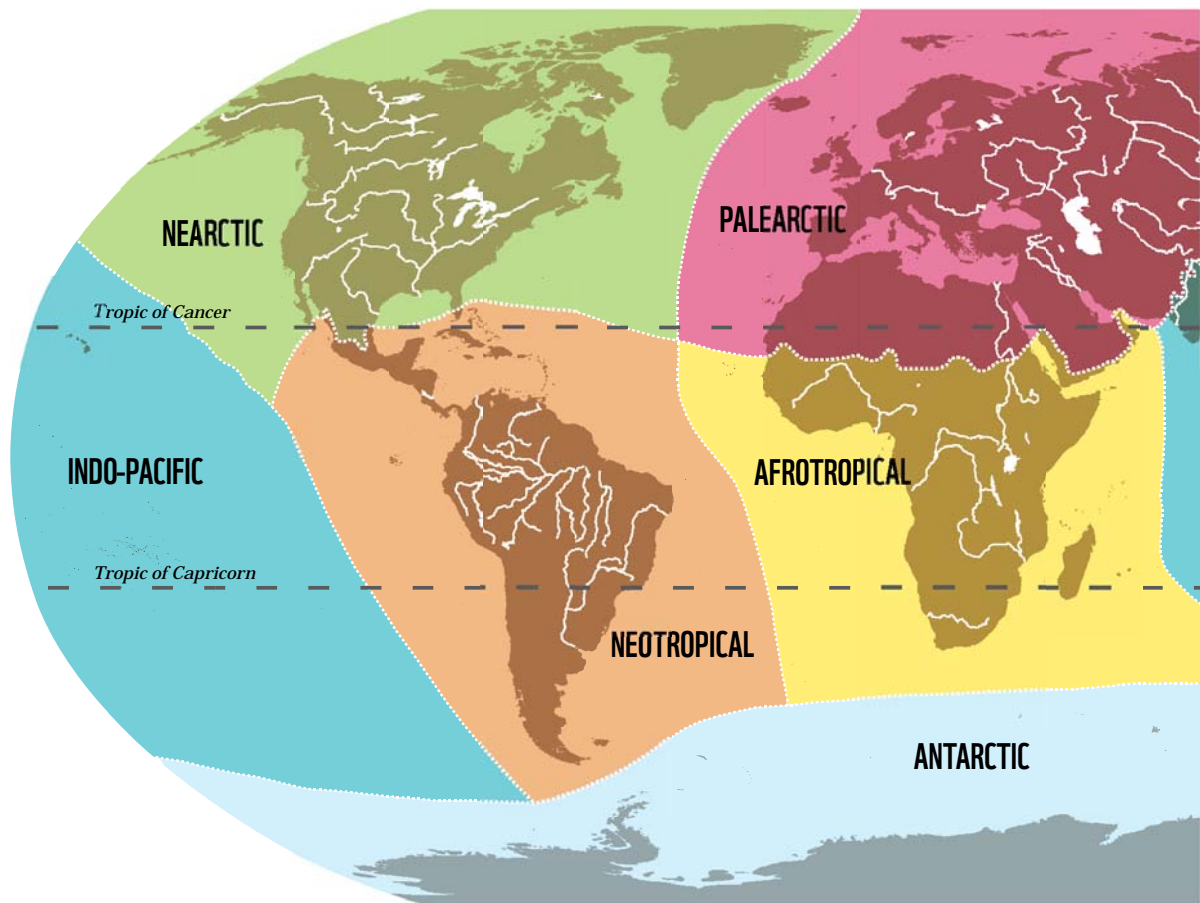 NEARCTIC
PALEARCTIC
Tropic of Cancer
INDO-PACIFIC
AFROTROPICAL
Tropic of Capricorn
NEOTROPICAL
ANTARCTIC